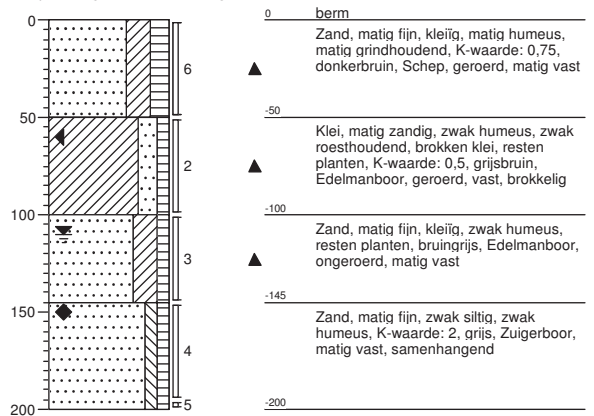 0
50
100
150
200
6
2
3
4
5
0 berm
Zand, matig fijn, kleiïg, matig humeus,
matig grindhoudend, K-waarde: 0,75,
donkerbruin, Schep, geroerd, matig vast
-50
Klei, matig zandig, zwak humeus, zwak
roesthoudend, brokken klei, resten
planten, K-waarde: 0,5, grijsbruin,
Edelmanboor, geroerd, vast, brokkelig
-100
Zand, matig fijn, kleiïg, zwak humeus,
resten planten, bruingrijs, Edelmanboor,
ongeroerd, matig vast
-145
Zand, matig fijn, zwak siltig, zwak
humeus, K-waarde: 2, grijs, Zuigerboor,
matig vast, samenhangend
-200